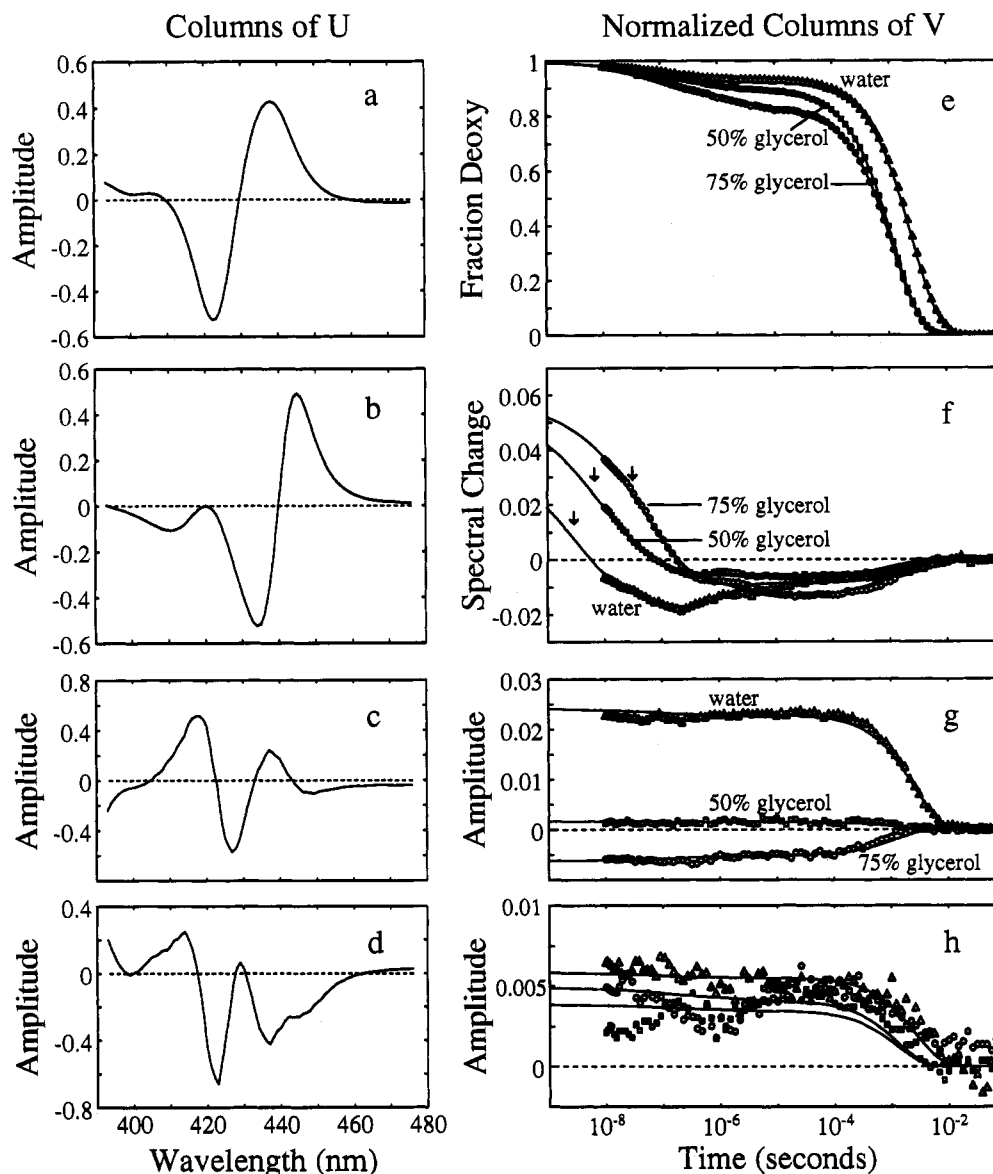 Columns of U
Normalized Columns of V
0.6
0.4
0.2
0
-0.2
-0.4
-0.6
Amplitude
a
1
0.8
0.6
0.4
0.2
0
Fraction Deoxy
water
50% glycerol
75% glycerol
e
0.6
0.4
0.2
0
-0.2
-0.4
-0.6
Amplitude
b
0.06
0.04
0.02
0
-0.02
Spectral Change
75% glycerol
50% glycerol
water
f
0.8
0.4
0
-0.4
Amplitude
c
0.03
0.02
0.01
0
Amplitude
water
50% glycerol
75% glycerol
g
0.4
0
-0.4
-0.8
Amplitude
d
0.01
0.005
0
Amplitude
h
400 420 440 460 480
Wavelength (nm)
10⁻⁸ 10⁻⁶ 10⁻⁴ 10⁻² 1
Time (seconds)